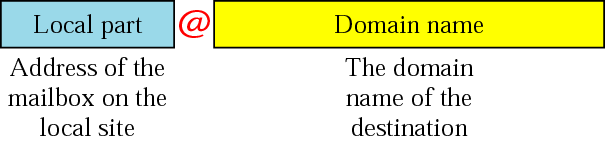 Local part @ Domain name
Address of the
mailbox on the
local site
The domain
name of the
destination